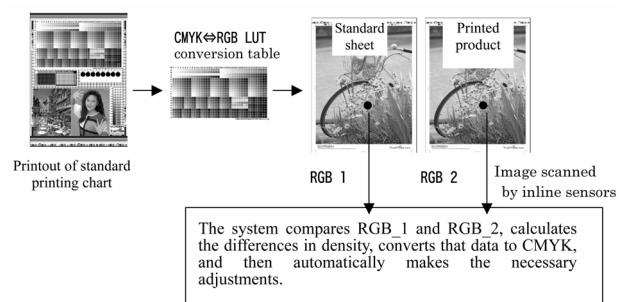 CMYK⇔RGB LUT
conversion table
Standard
sheet
Printed
product
Printout of standard
printing chart
RGB 1
RGB 2
Image scanned
by inline sensors
The system compares RGB_1 and RGB_2, calculates
the differences in density, converts that data to CMYK,
and then automatically makes the necessary
adjustments.